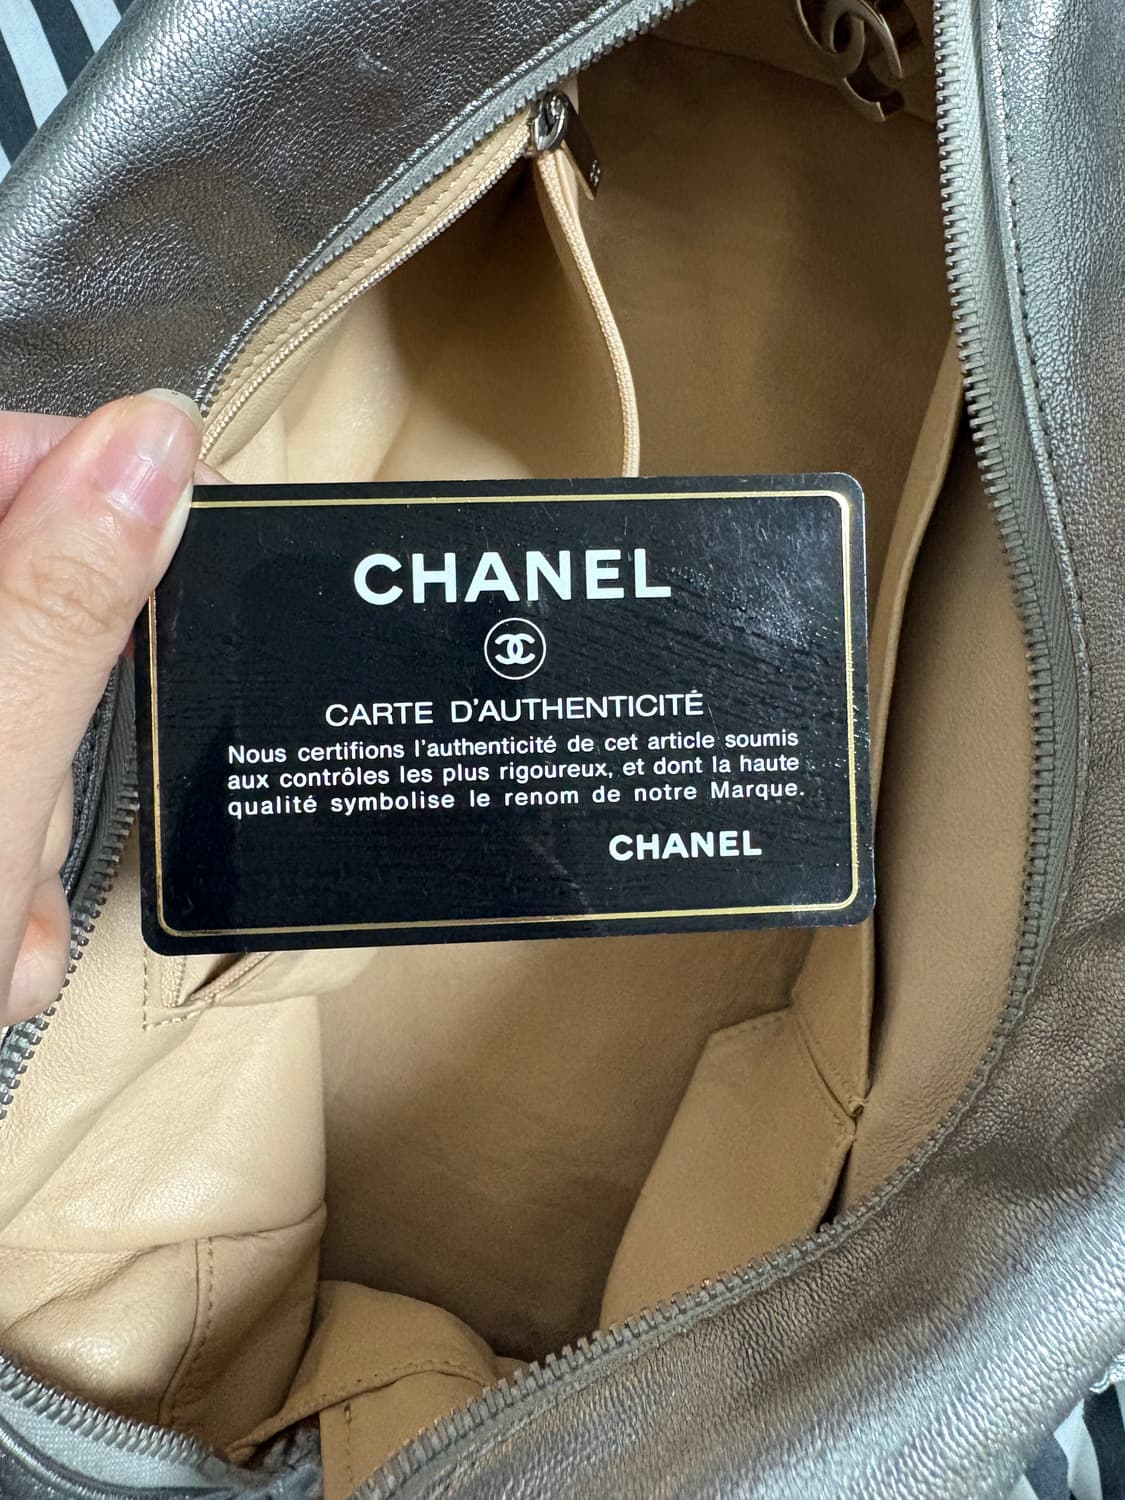 CHANEL
CARTE D'AUTHENTICITÉ
Nous certifions l'authenticité de cet article soumis
aux contrôles les plus rigoureux, et dont la haute
qualité symbolise le renom de notre Marque.
CHANEL